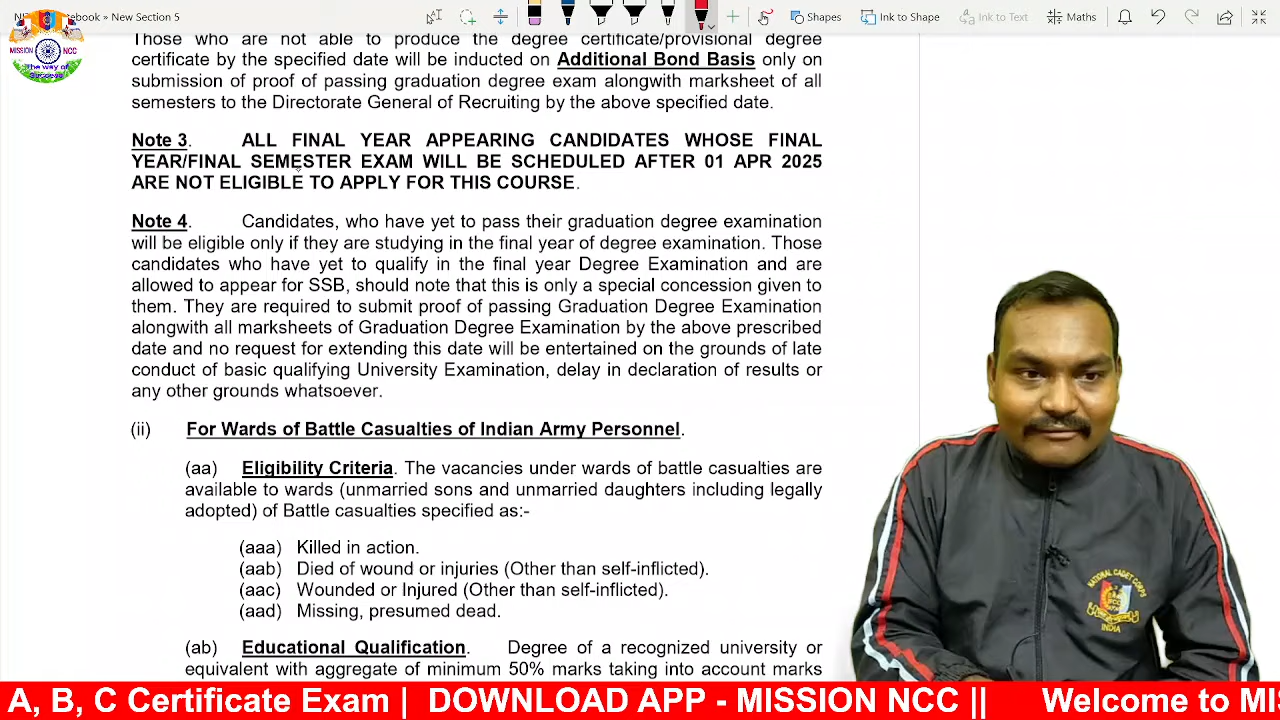 Notebook » New Section 5
Shapes
Ink to Shape
Ink to Text
Maths
MISSION NCC
The way of
Success
Those who are not able to produce the degree certificate/provisional degree
certificate by the specified date will be inducted on Additional Bond Basis only on
submission of proof of passing graduation degree exam alongwith marksheet of all
semesters to the Directorate General of Recruiting by the above specified date.
Note 3. ALL FINAL YEAR APPEARING CANDIDATES WHOSE FINAL
YEAR/FINAL SEMESTER EXAM WILL BE SCHEDULED AFTER 01 APR 2025
ARE NOT ELIGIBLE TO APPLY FOR THIS COURSE.
Note 4. Candidates, who have yet to pass their graduation degree examination
will be eligible only if they are studying in the final year of degree examination. Those
candidates who have yet to qualify in the final year Degree Examination and are
allowed to appear for SSB, should note that this is only a special concession given to
them. They are required to submit proof of passing Graduation Degree Examination
alongwith all marksheets of Graduation Degree Examination by the above prescribed
date and no request for extending this date will be entertained on the grounds of late
conduct of basic qualifying University Examination, delay in declaration of results or
any other grounds whatsoever.
(ii) For Wards of Battle Casualties of Indian Army Personnel.
(aa) Eligibility Criteria. The vacancies under wards of battle casualties are
available to wards (unmarried sons and unmarried daughters including legally
adopted) of Battle casualties specified as:-
(aaa) Killed in action.
(aab) Died of wound or injuries (Other than self-inflicted).
(aac) Wounded or Injured (Other than self-inflicted).
(aad) Missing, presumed dead.
(ab) Educational Qualification. Degree of a recognized university or
equivalent with aggregate of minimum 50% marks taking into account marks
NATIONAL CADET CORPS
INDIA
A, B, C Certificate Exam | DOWNLOAD APP - MISSION NCC || Welcome to MIS